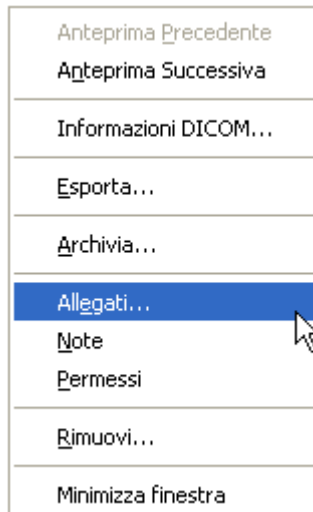 Anteprima Precedente
Anteprima Successiva
Informazioni DICOM...
Esporta...
Archivia...
Allegati...
Note
Permessi
Rimuovi...
Minimizza finestra